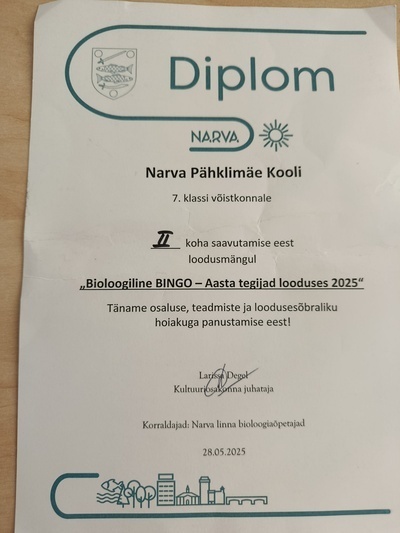 Diplom
NARVA
Narva Pähklimäe Kooli
7. klassi võistkonnale
II koha saavutamise eest
loodusmängul
„Bioloogiline BINGO – Aasta tegijad looduses 2025“
Täname osaluse, teadmiste ja loodusesõbraliku
hoiakuga panustamise eest!
Larissa Degel
Kultuuriosakonna juhataja
Korraldajad: Narva linna bioloogiaõpetajad
28.05.2025